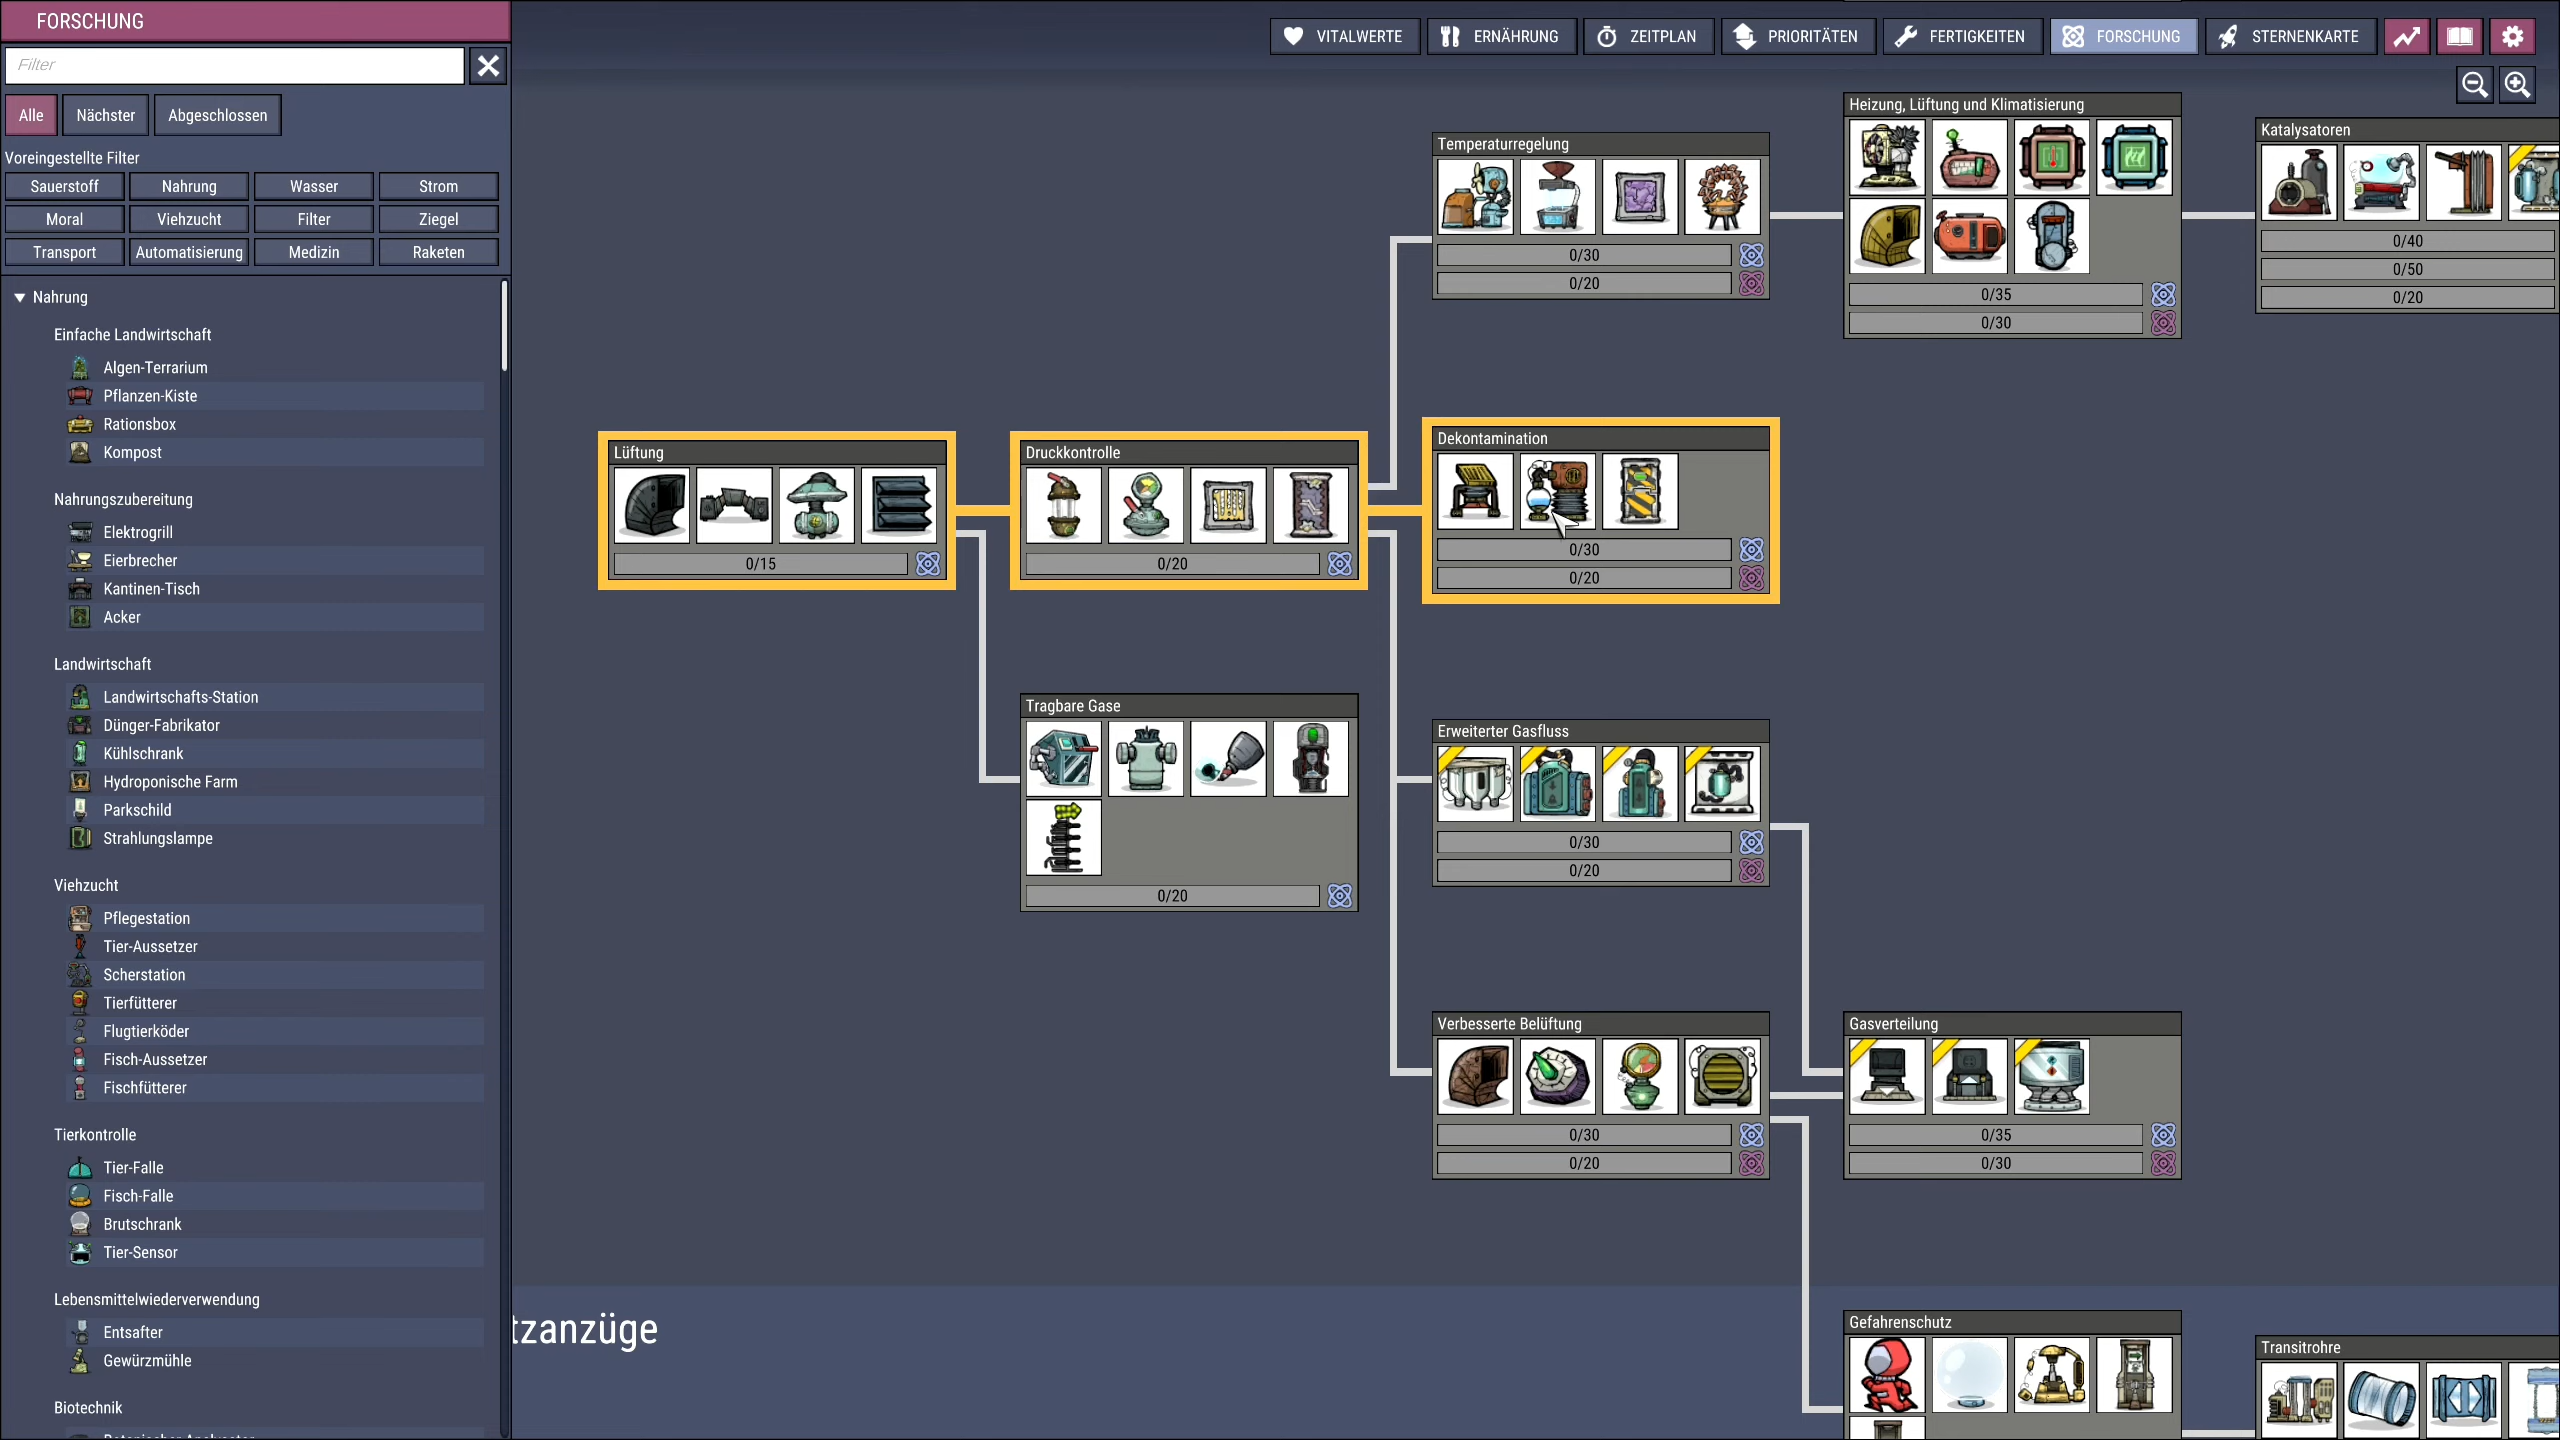 FORSCHUNG
Filter
Alle
Nächster
Abgeschlossen
Voreingestellte Filter
Sauerstoff
Nahrung
Wasser
Strom
Moral
Viehzucht
Filter
Ziegel
Transport
Automatisierung
Medizin
Raketen
Nahrung
Einfache Landwirtschaft
Algen-Terrarium
Pflanzen-Kiste
Rationsbox
Kompost
Nahrungszubereitung
Elektrogrill
Eierbrecher
Kantinen-Tisch
Acker
Landwirtschaft
Landwirtschafts-Station
Dünger-Fabrikator
Kühlschrank
Hydroponische Farm
Parkschild
Strahlungslampe
Viehzucht
Pflegestation
Tier-Aussetzer
Scherstation
Tierfütterer
Flugtierköder
Fisch-Aussetzer
Fischfütterer
Tierkontrolle
Tier-Falle
Fisch-Falle
Brutschrank
Tier-Sensor
Lebensmittelwiederverwendung
Entsafter
Gewürzmühle
Biotechnik
VITALWERTE
ERNÄHRUNG
ZEITPLAN
PRIORITÄTEN
FERTIGKEITEN
FORSCHUNG
STERNENKARTE
Temperaturregelung
0/30
0/20
Heizung, Lüftung und Klimatisierung
0/35
0/30
Katalysatoren
0/40
0/50
0/20
Lüftung
0/15
Druckkontrolle
0/20
Dekontamination
0/30
0/20
Tragbare Gase
0/20
Erweiterter Gasfluss
0/30
0/20
Verbesserte Belüftung
0/30
0/20
Gasverteilung
0/35
0/30
tzanzüge
Gefahrenschutz
Transitrohre